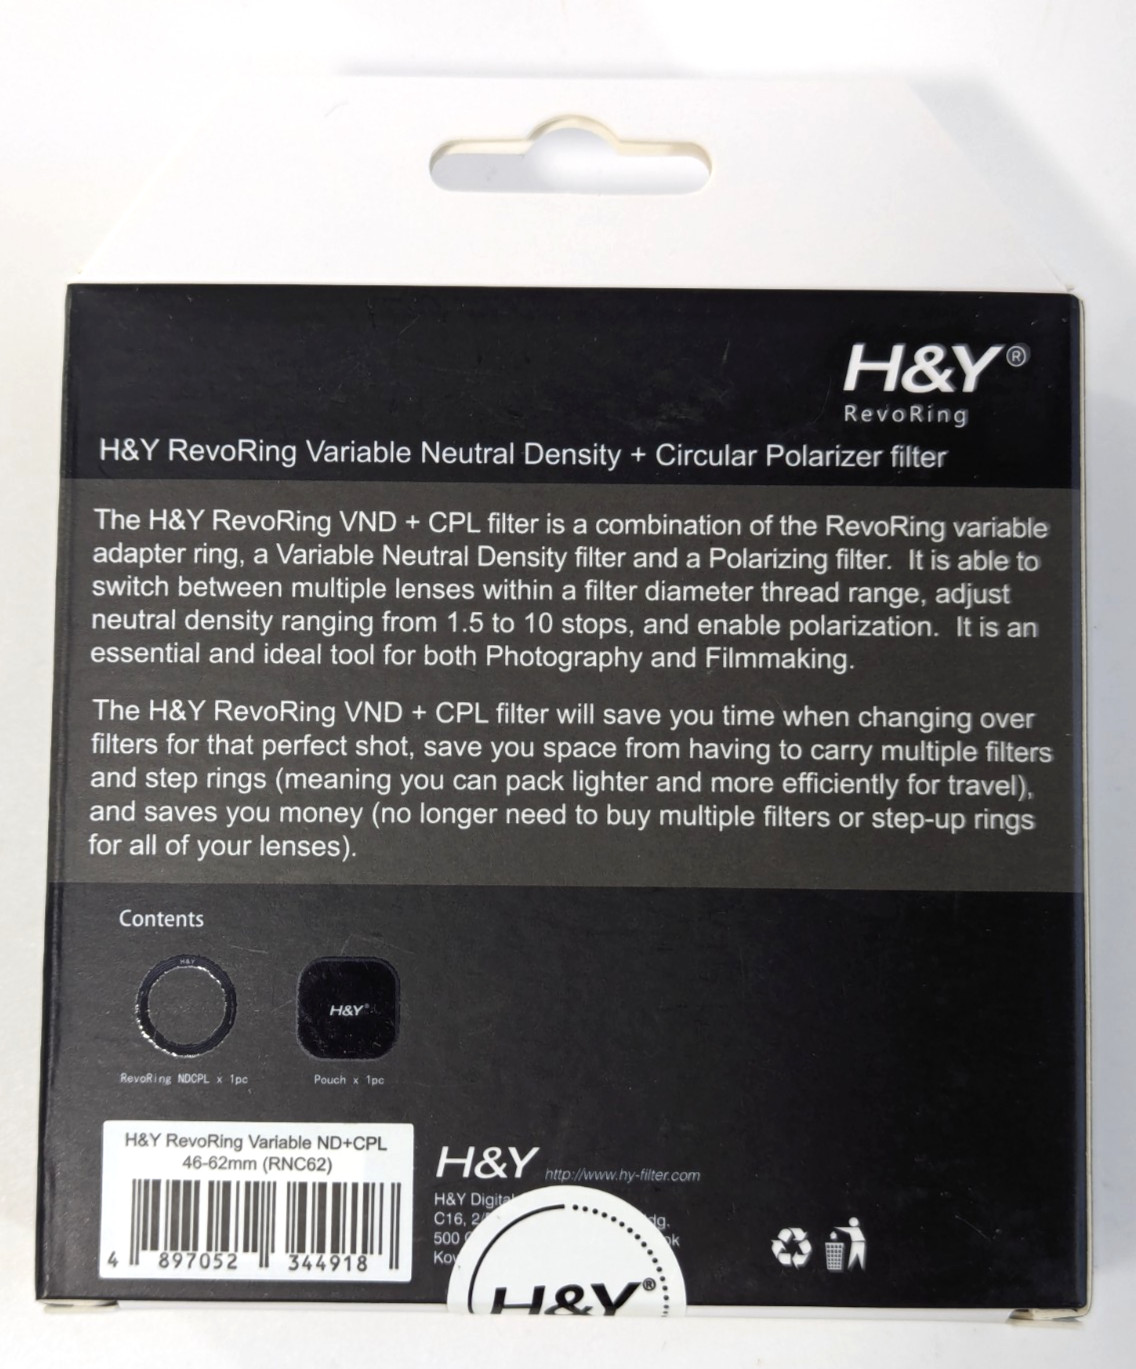 H&Y®
RevoRing
H&Y RevoRing Variable Neutral Density + Circular Polarizer filter
The H&Y RevoRing VND + CPL filter is a combination of the RevoRing variable
adapter ring, a Variable Neutral Density filter and a Polarizing filter.  It is able to
switch between multiple lenses within a filter diameter thread range, adjust
neutral density ranging from 1.5 to 10 stops, and enable polarization.  It is an
essential and ideal tool for both Photography and Filmmaking.
The H&Y RevoRing VND + CPL filter will save you time when changing over
filters for that perfect shot, save you space from having to carry multiple filters
and step rings (meaning you can pack lighter and more efficiently for travel),
and saves you money (no longer need to buy multiple filters or step-up rings
for all of your lenses).
Contents
H&Y
H&Y®
RevoRing NDCPL x 1pc
Pouch x 1pc
H&Y RevoRing Variable ND+CPL
46-62mm (RNC62)
4 897052 344918
H&Y http://www.hy-filter.com
H&Y
C16,
500
H&Y®